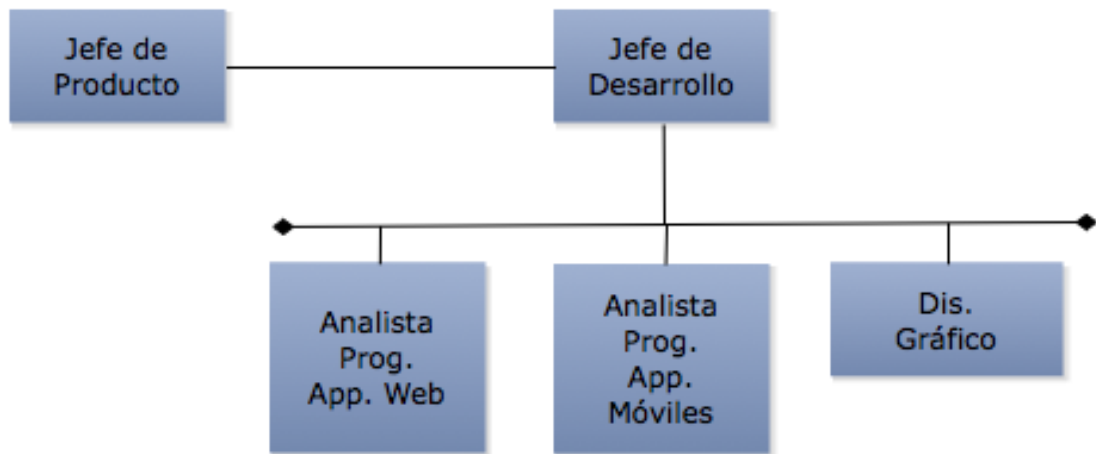 Jefe de
Producto
Jefe de
Desarrollo
Analista
Prog.
App. Web
Analista
Prog.
App.
Móviles
Dis.
Gráfico